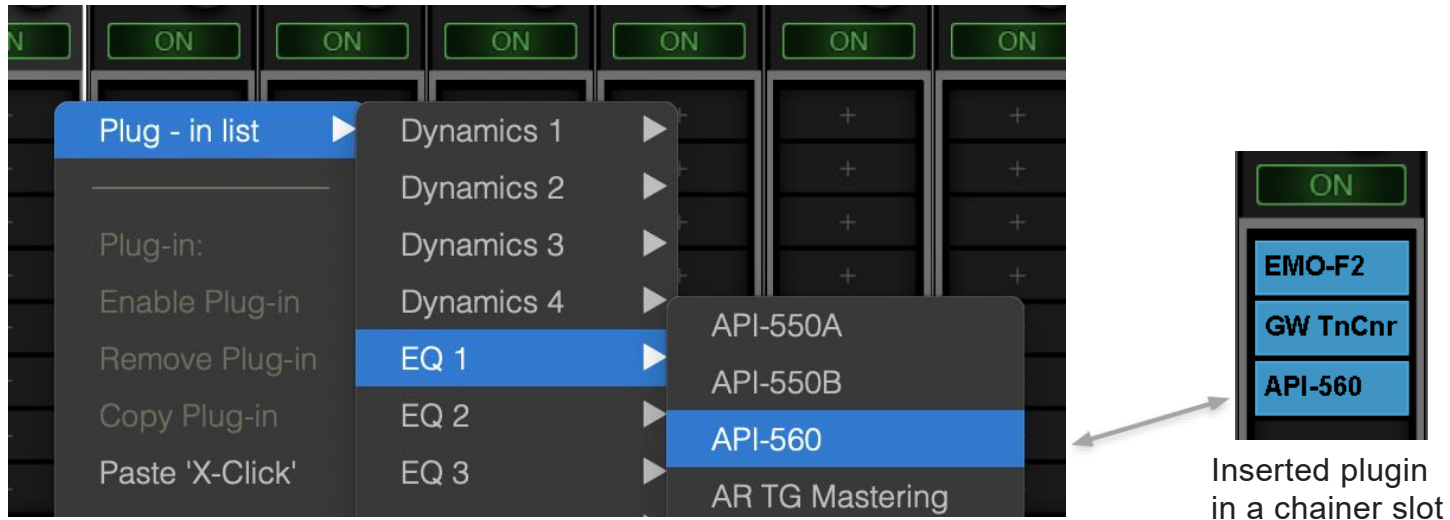 N ON ON ON ON ON ON
Plug - in list
Plug-in:
Enable Plug-in
Remove Plug-in
Copy Plug-in
Paste 'X-Click'
Dynamics 1
Dynamics 2
Dynamics 3
Dynamics 4
EQ 1
EQ 2
EQ 3
API-550A
API-550B
API-560
AR TG Mastering
ON
EMO-F2
GW TnCnr
API-560
Inserted plugin
in a chainer slot